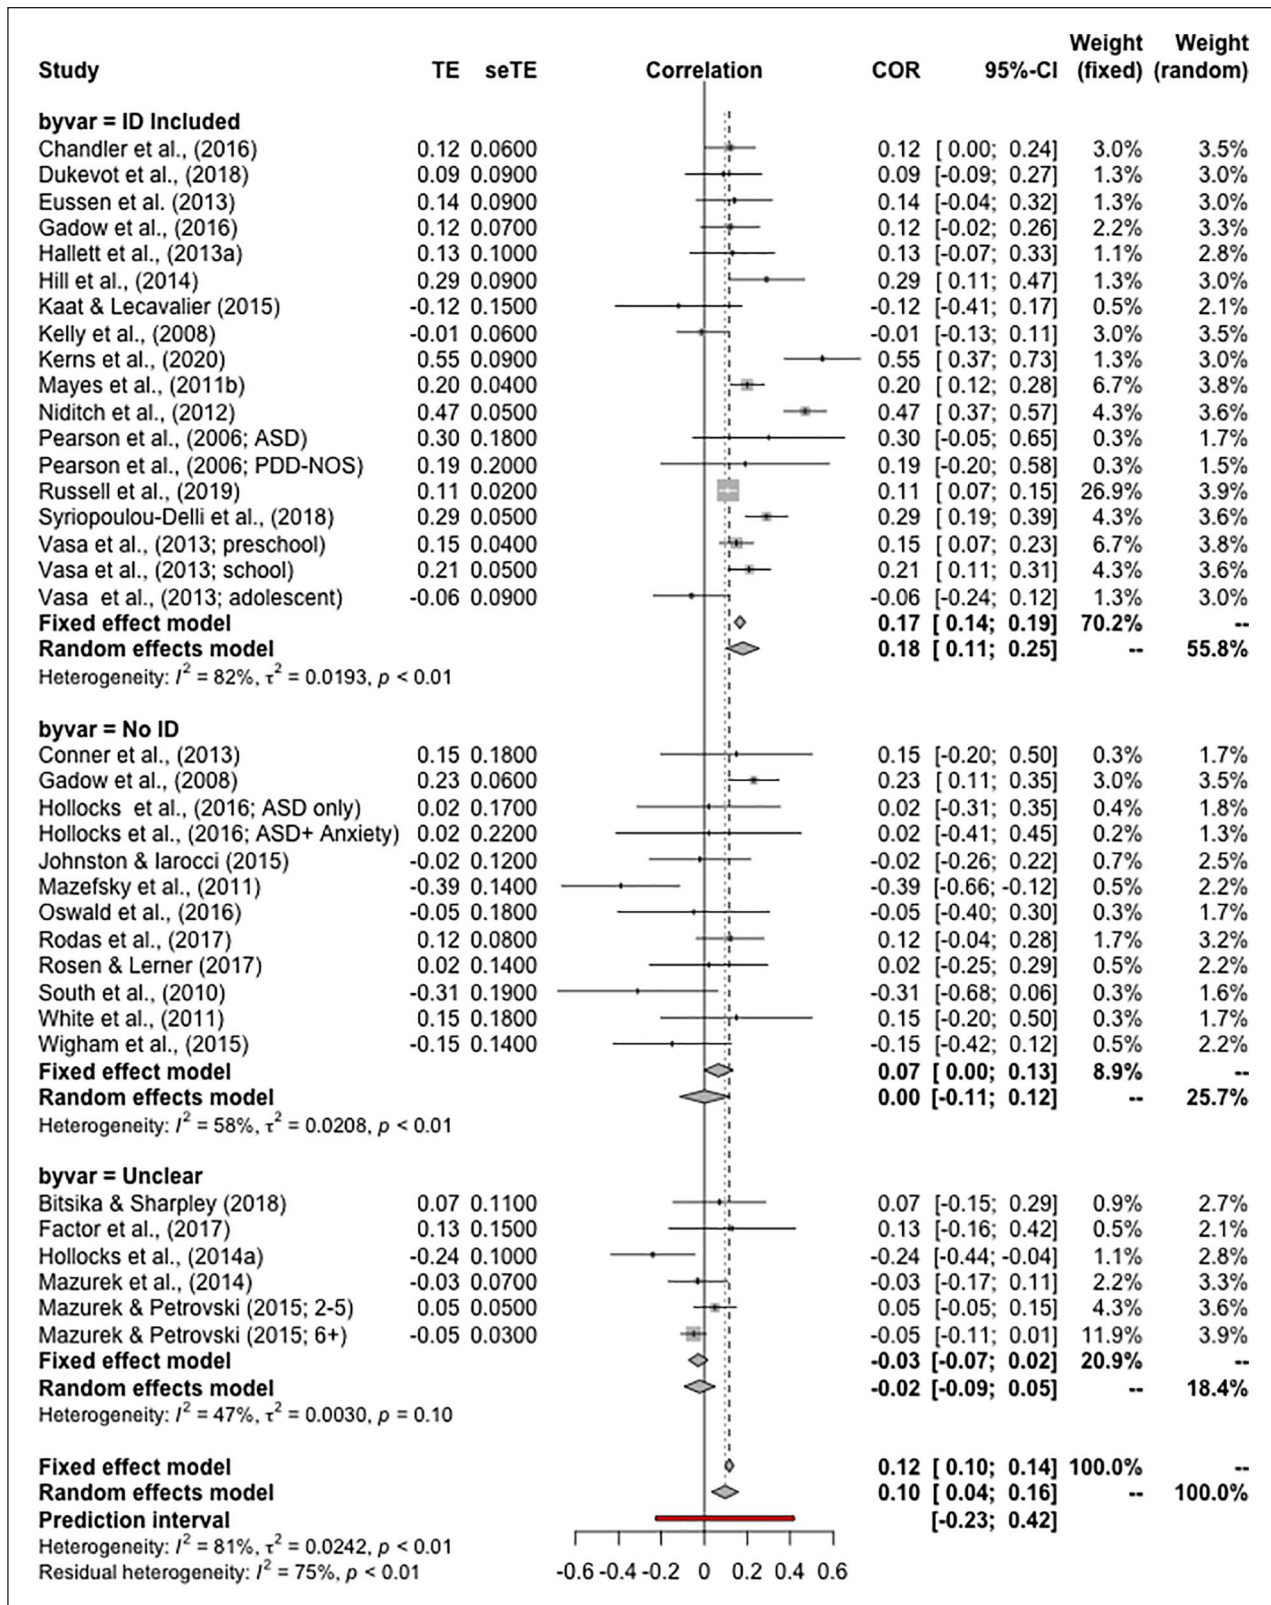 Weight Weight
Study TE seTE Correlation COR 95%-CI (fixed) (random)
byvar = ID Included
Chandler et al., (2016) 0.12 0.0600 0.12 [ 0.00; 0.24] 3.0% 3.5%
Dukevot et al., (2018) 0.09 0.0900 0.09 [-0.09; 0.27] 1.3% 3.0%
Eussen et al. (2013) 0.14 0.0900 0.14 [-0.04; 0.32] 1.3% 3.0%
Gadow et al., (2016) 0.12 0.0700 0.12 [-0.02; 0.26] 2.2% 3.3%
Hallett et al., (2013a) 0.13 0.1000 0.13 [-0.07; 0.33] 1.1% 2.8%
Hill et al., (2014) 0.29 0.0900 0.29 [ 0.11; 0.47] 1.3% 3.0%
Kaat & Lecavalier (2015) -0.12 0.1500 -0.12 [-0.41; 0.17] 0.5% 2.1%
Kelly et al., (2008) -0.01 0.0600 -0.01 [-0.13; 0.11] 3.0% 3.5%
Kerns et al., (2020) 0.55 0.0900 0.55 [ 0.37; 0.73] 1.3% 3.0%
Mayes et al., (2011b) 0.20 0.0400 0.20 [ 0.12; 0.28] 6.7% 3.8%
Niditch et al., (2012) 0.47 0.0500 0.47 [ 0.37; 0.57] 4.3% 3.6%
Pearson et al., (2006; ASD) 0.30 0.1800 0.30 [-0.05; 0.65] 0.3% 1.7%
Pearson et al., (2006; PDD-NOS) 0.19 0.2000 0.19 [-0.20; 0.58] 0.3% 1.5%
Russell et al., (2019) 0.11 0.0200 0.11 [ 0.07; 0.15] 26.9% 3.9%
Syriopoulou-Delli et al., (2018) 0.29 0.0500 0.29 [ 0.19; 0.39] 4.3% 3.6%
Vasa et al., (2013; preschool) 0.15 0.0400 0.15 [ 0.07; 0.23] 6.7% 3.8%
Vasa et al., (2013; school) 0.21 0.0500 0.21 [ 0.11; 0.31] 4.3% 3.6%
Vasa et al., (2013; adolescent) -0.06 0.0900 -0.06 [-0.24; 0.12] 1.3% 3.0%
Fixed effect model 0.17 [ 0.14; 0.19] 70.2% --
Random effects model 0.18 [ 0.11; 0.25] -- 55.8%
Heterogeneity: I² = 82%, τ² = 0.0193, p < 0.01
byvar = No ID
Conner et al., (2013) 0.15 0.1800 0.15 [-0.20; 0.50] 0.3% 1.7%
Gadow et al., (2008) 0.23 0.0600 0.23 [ 0.11; 0.35] 3.0% 3.5%
Hollocks et al., (2016; ASD only) 0.02 0.1700 0.02 [-0.31; 0.35] 0.4% 1.8%
Hollocks et al., (2016; ASD+ Anxiety) 0.02 0.2200 0.02 [-0.41; 0.45] 0.2% 1.3%
Johnston & Iarocci (2015) -0.02 0.1200 -0.02 [-0.26; 0.22] 0.7% 2.5%
Mazefsky et al., (2011) -0.39 0.1400 -0.39 [-0.66; -0.12] 0.5% 2.2%
Oswald et al., (2016) -0.05 0.1800 -0.05 [-0.40; 0.30] 0.3% 1.7%
Rodas et al., (2017) 0.12 0.0800 0.12 [-0.04; 0.28] 1.7% 3.2%
Rosen & Lerner (2017) 0.02 0.1400 0.02 [-0.25; 0.29] 0.5% 2.2%
South et al., (2010) -0.31 0.1900 -0.31 [-0.68; 0.06] 0.3% 1.6%
White et al., (2011) 0.15 0.1800 0.15 [-0.20; 0.50] 0.3% 1.7%
Wigham et al., (2015) -0.15 0.1400 -0.15 [-0.42; 0.12] 0.5% 2.2%
Fixed effect model 0.07 [ 0.00; 0.13] 8.9% --
Random effects model 0.00 [-0.11; 0.12] -- 25.7%
Heterogeneity: I² = 58%, τ² = 0.0208, p < 0.01
byvar = Unclear
Bitsika & Sharpley (2018) 0.07 0.1100 0.07 [-0.15; 0.29] 0.9% 2.7%
Factor et al., (2017) 0.13 0.1500 0.13 [-0.16; 0.42] 0.5% 2.1%
Hollocks et al., (2014a) -0.24 0.1000 -0.24 [-0.44; -0.04] 1.1% 2.8%
Mazurek et al., (2014) -0.03 0.0700 -0.03 [-0.17; 0.11] 2.2% 3.3%
Mazurek & Petrovski (2015; 2-5) 0.05 0.0500 0.05 [-0.05; 0.15] 4.3% 3.6%
Mazurek & Petrovski (2015; 6+) -0.05 0.0300 -0.05 [-0.11; 0.01] 11.9% 3.9%
Fixed effect model -0.03 [-0.07; 0.02] 20.9% --
Random effects model -0.02 [-0.09; 0.05] -- 18.4%
Heterogeneity: I² = 47%, τ² = 0.0030, p = 0.10
Fixed effect model 0.12 [ 0.10; 0.14] 100.0% --
Random effects model 0.10 [ 0.04; 0.16] -- 100.0%
Prediction interval [-0.23; 0.42]
Heterogeneity: I² = 81%, τ² = 0.0242, p < 0.01
Residual heterogeneity: I² = 75%, p < 0.01
-0.6 -0.4 -0.2 0 0.2 0.4 0.6